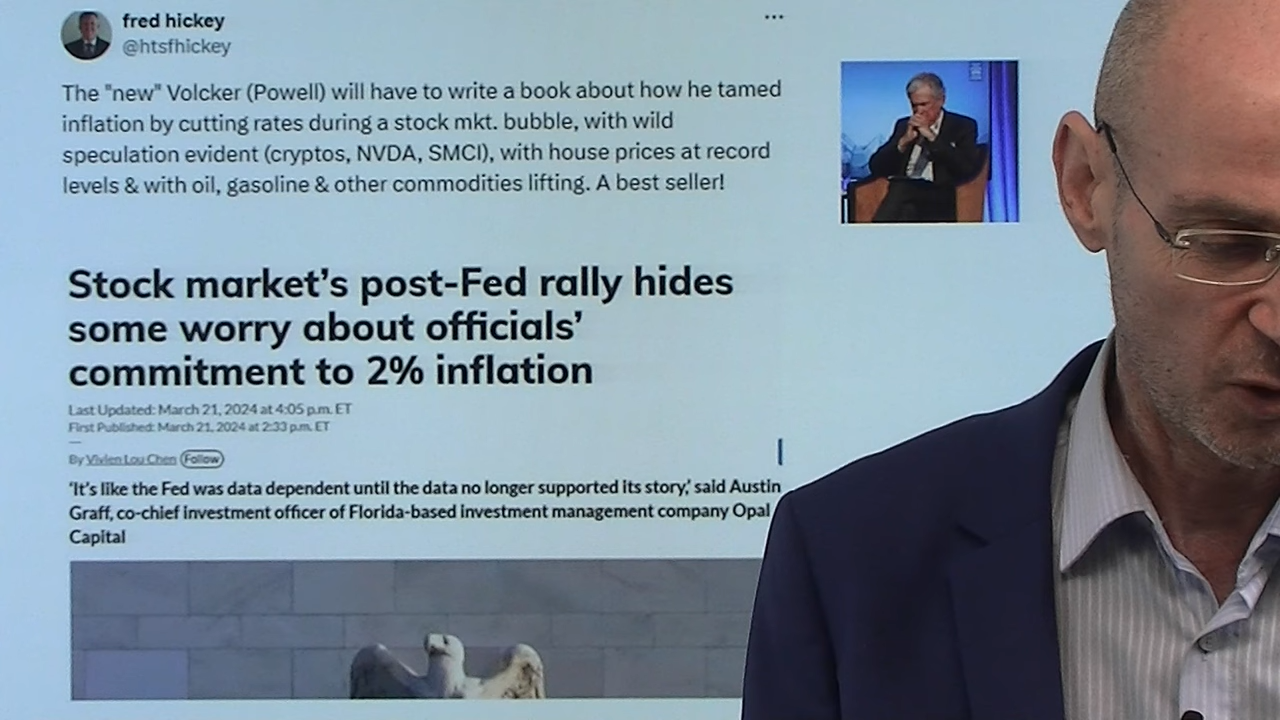 fred hickey
@htsfhickey
The "new" Volcker (Powell) will have to write a book about how he tamed
inflation by cutting rates during a stock mkt. bubble, with wild
speculation evident (cryptos, NVDA, SMCI), with house prices at record
levels & with oil, gasoline & other commodities lifting. A best seller!
Stock market’s post-Fed rally hides
some worry about officials’
commitment to 2% inflation
Last Updated: March 21, 2024 at 4:05 p.m. ET
First Published: March 21, 2024 at 2:33 p.m. ET
By Vivien Lou Chen Follow
‘It’s like the Fed was data dependent until the data no longer supported its story,’ said Austin
Graff, co-chief investment officer of Florida-based investment management company Opal
Capital